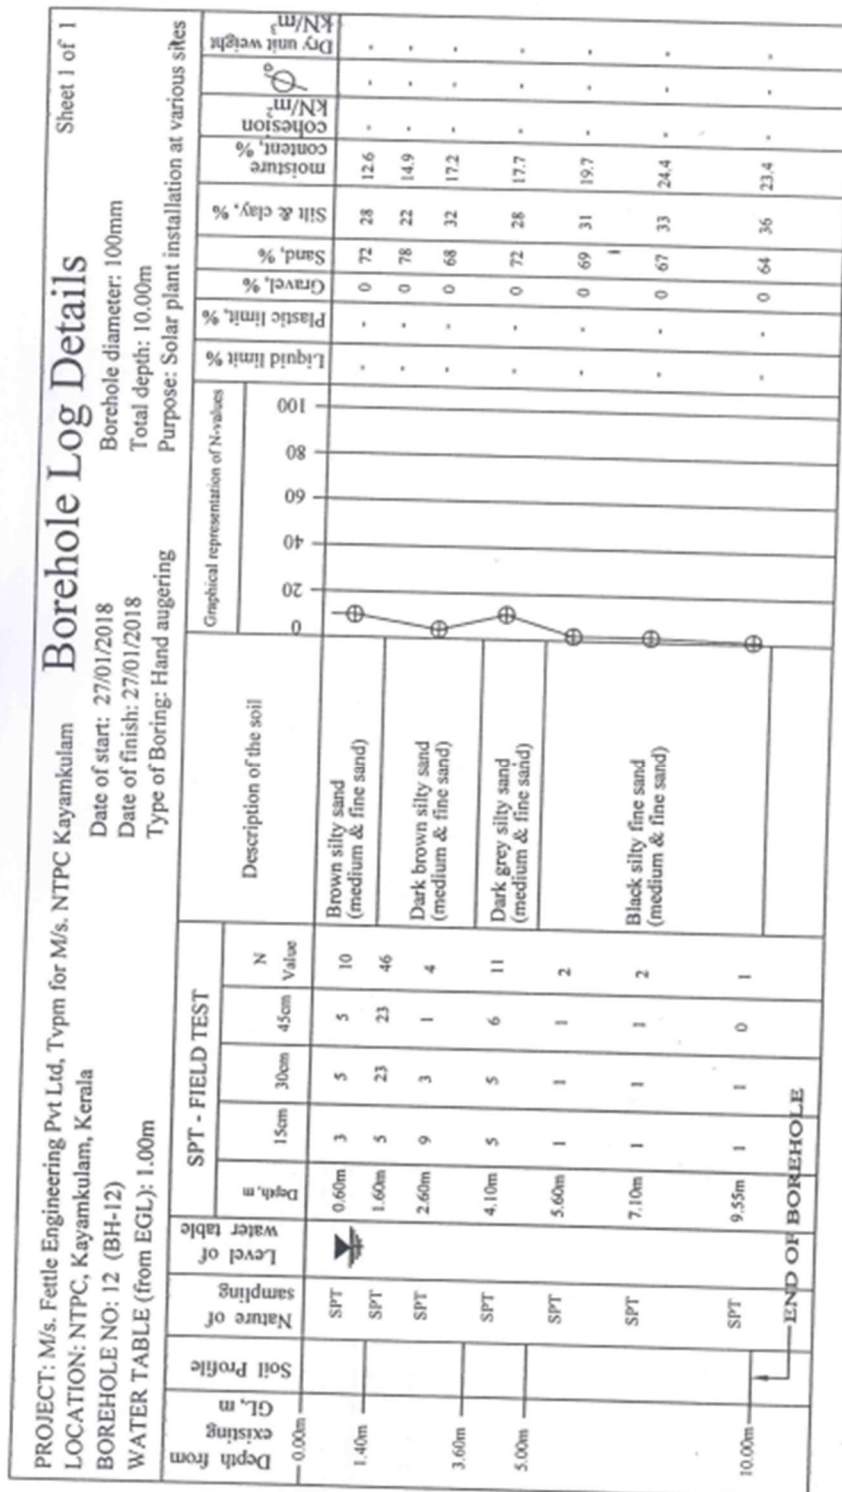 PROJECT: M/s. Fettle Engineering Pvt Ltd, Tvpm for M/s. NTPC Kayamkulam
Borehole Log Details
Sheet 1 of 1
LOCATION: NTPC, Kayamkulam, Kerala
Date of start: 27/01/2018
Borehole diameter: 100mm
BOREHOLE NO: 12 (BH-12)
Date of finish: 27/01/2018
Total depth: 10.00m
WATER TABLE (from EGL): 1.00m
Type of Boring: Hand augering
Purpose: Solar plant installation at various sites
Depth from existing GL, m
Soil Profile
Nature of sampling
Level of water table
SPT - FIELD TEST
Depth, m
15cm
30cm
45cm
N Value
Description of the soil
Graphical representation of N-values
0 20 40 60 80 100
Liquid limit %
Plastic limit, %
Gravel, %
Sand, %
Silt & clay, %
moisture content, %
cohesion kN/m²
Ø°
Dry unit weight kN/m³
0.00m
1.40m
3.60m
5.00m
10.00m
SPT 0.60m 3 5 5 10 - - 0 72 28 12.6 - - -
SPT 1.60m 5 23 23 46 - - 0 78 22 14.9 - - -
SPT 2.60m 9 3 1 4 - - 0 68 32 17.2 - - -
SPT 4.10m 5 5 6 11 - - 0 72 28 17.7 - - -
SPT 5.60m 1 1 1 2 - - 0 69 31 19.7 - - -
SPT 7.10m 1 1 1 2 - - 0 67 33 24.4 - - -
SPT 9.55m 1 1 0 1 - - 0 64 36 23.4 - - -
Brown silty sand
(medium & fine sand)
Dark brown silty sand
(medium & fine sand)
Dark grey silty sand
(medium & fine sand)
Black silty fine sand
(medium & fine sand)
END OF BOREHOLE